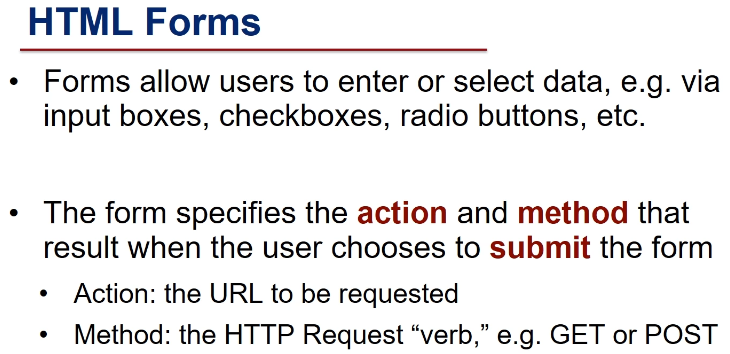 HTML Forms
• Forms allow users to enter or select data, e.g. via
input boxes, checkboxes, radio buttons, etc.
• The form specifies the action and method that
result when the user chooses to submit the form
• Action: the URL to be requested
• Method: the HTTP Request “verb,” e.g. GET or POST